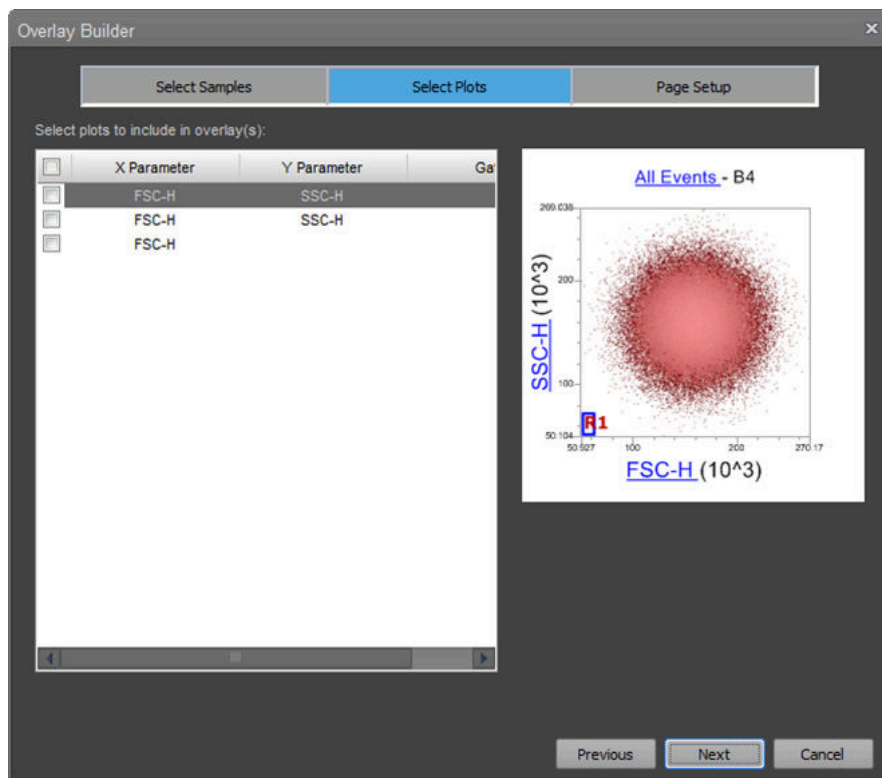 Overlay Builder
Select Samples Select Plots Page Setup
Select plots to include in overlay(s):
X Parameter Y Parameter Ga
FSC-H SSC-H
FSC-H SSC-H
FSC-H
All Events - B4
269.038
SSC-H (10^3)
200
100
R1
50.104
50.927 100 200 270.17
FSC-H (10^3)
Previous Next Cancel